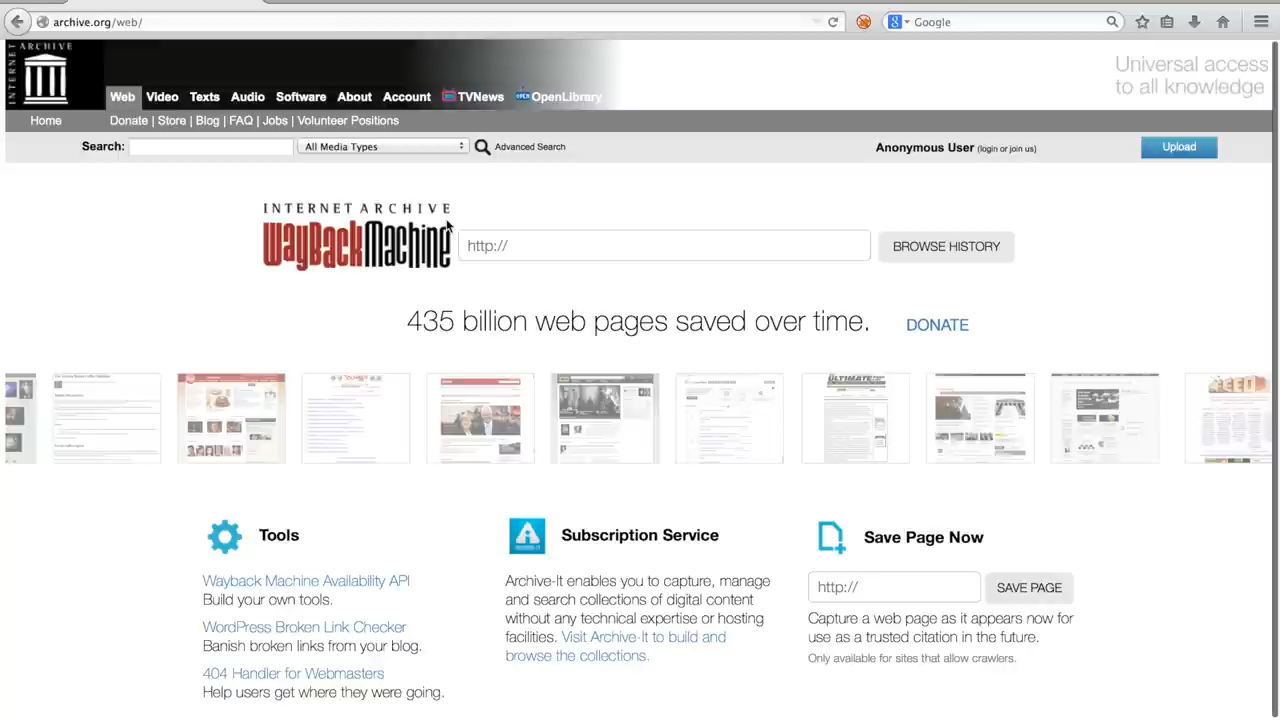 archive.org/web/
Google
INTERNET ARCHIVE
Universal access
to all knowledge
Web Video Texts Audio Software About Account TVNews OpenLibrary
Home Donate | Store | Blog | FAQ | Jobs | Volunteer Positions
Search: All Media Types Advanced Search Anonymous User (login or join us) Upload
INTERNET ARCHIVE
WayBackMachine
http://
BROWSE HISTORY
435 billion web pages saved over time. DONATE
Tools
Wayback Machine Availability API
Build your own tools.
WordPress Broken Link Checker
Banish broken links from your blog.
404 Handler for Webmasters
Help users get where they were going.
Subscription Service
Archive-It enables you to capture, manage
and search collections of digital content
without any technical expertise or hosting
facilities. Visit Archive-It to build and
browse the collections.
Save Page Now
http://
SAVE PAGE
Capture a web page as it appears now for
use as a trusted citation in the future.
Only available for sites that allow crawlers.